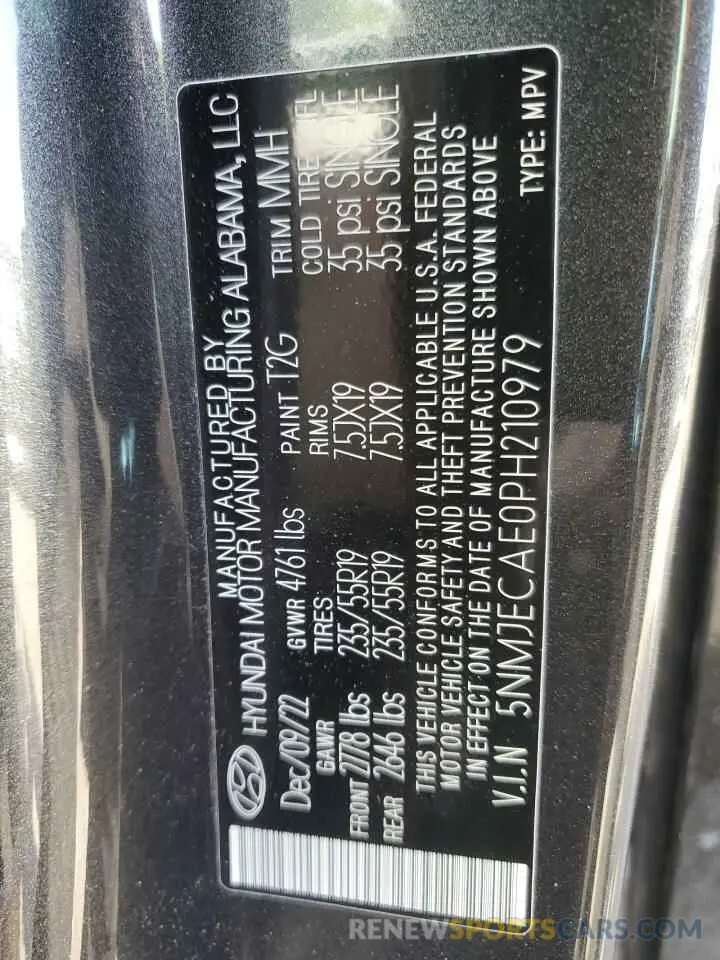 MANUFACTURED BY
HYUNDAI MOTOR MANUFACTURING ALABAMA, LLC
Dec/09/22 GVWR 4761 lbs PAINT T2G TRIM MMH
GAWR TIRES RIMS COLD TIRE
FRONT 2778 lbs 235/55R19 7.5JX19 35 psi SINGLE
REAR 2646 lbs 235/55R19 7.5JX19 35 psi SINGLE
THIS VEHICLE CONFORMS TO ALL APPLICABLE U.S.A. FEDERAL
MOTOR VEHICLE SAFETY AND THEFT PREVENTION STANDARDS
IN EFFECT ON THE DATE OF MANUFACTURE SHOWN ABOVE
V.I.N 5NMJECAE0PH210979 TYPE: MPV
RENEWSPORTSCARS.COM